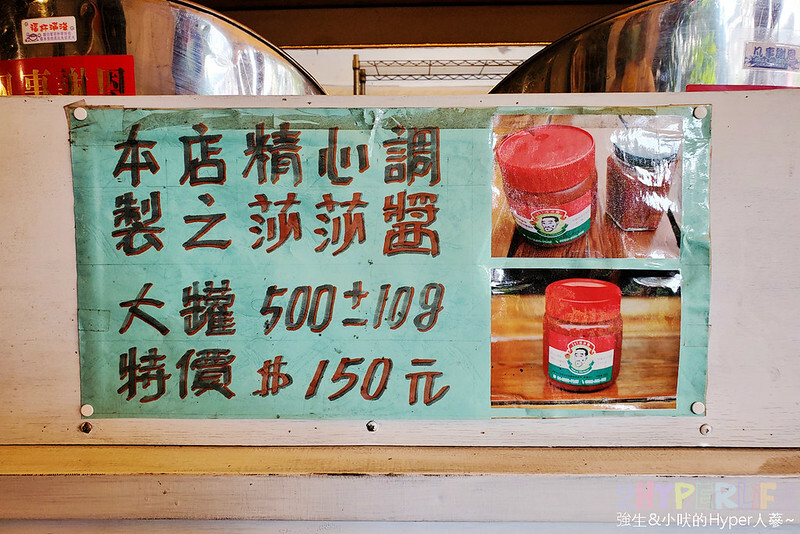 本店精心調
製之莎莎醬
大罐 500±10g
特價 $150元
HYPERLIFE
強生&小吠的Hyper人蔘~